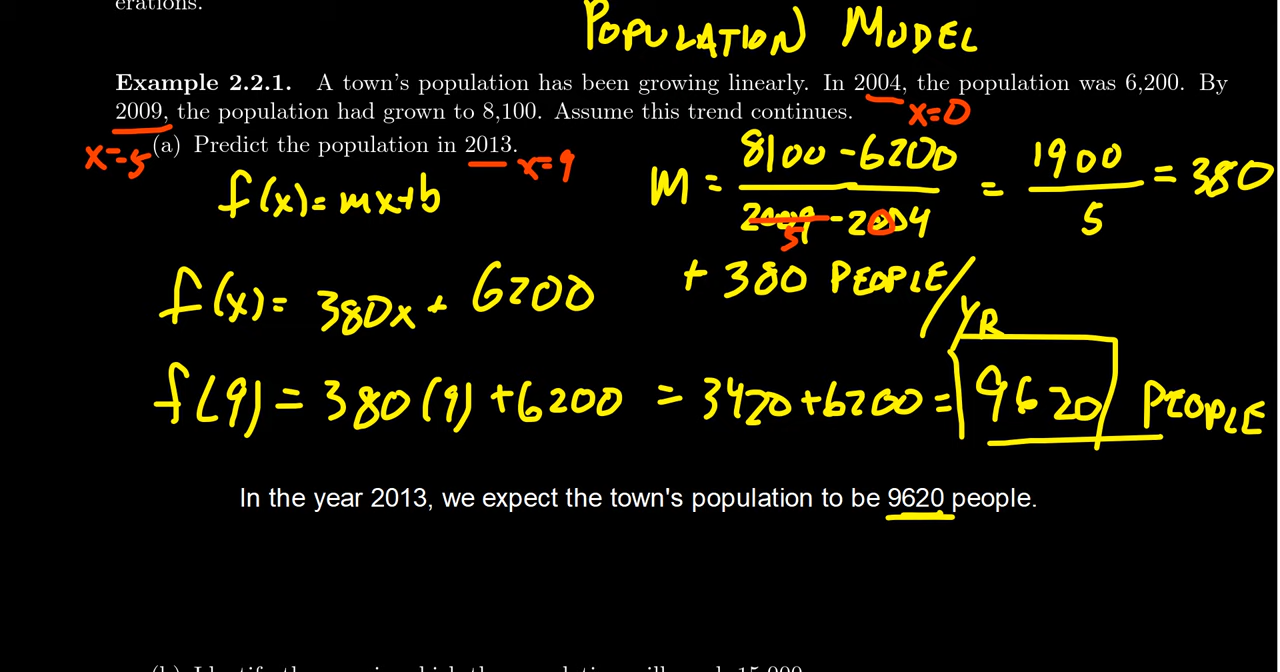 erations.
POPULATION MODEL
Example 2.2.1. A town's population has been growing linearly. In 2004, the population was 6,200. By
2009, the population had grown to 8,100. Assume this trend continues.
x=0
x=5
(a) Predict the population in 2013.
x=9
f(x)=mx+b
M = 8100-6200 / 2009-2004 = 1900 / 5 = 380
5 0
f(x)= 380x + 6200
+ 380 PEOPLE/YR
f(9) = 380(9)+6200 = 3420+6200= 9620 PEOPLE
In the year 2013, we expect the town's population to be 9620 people.